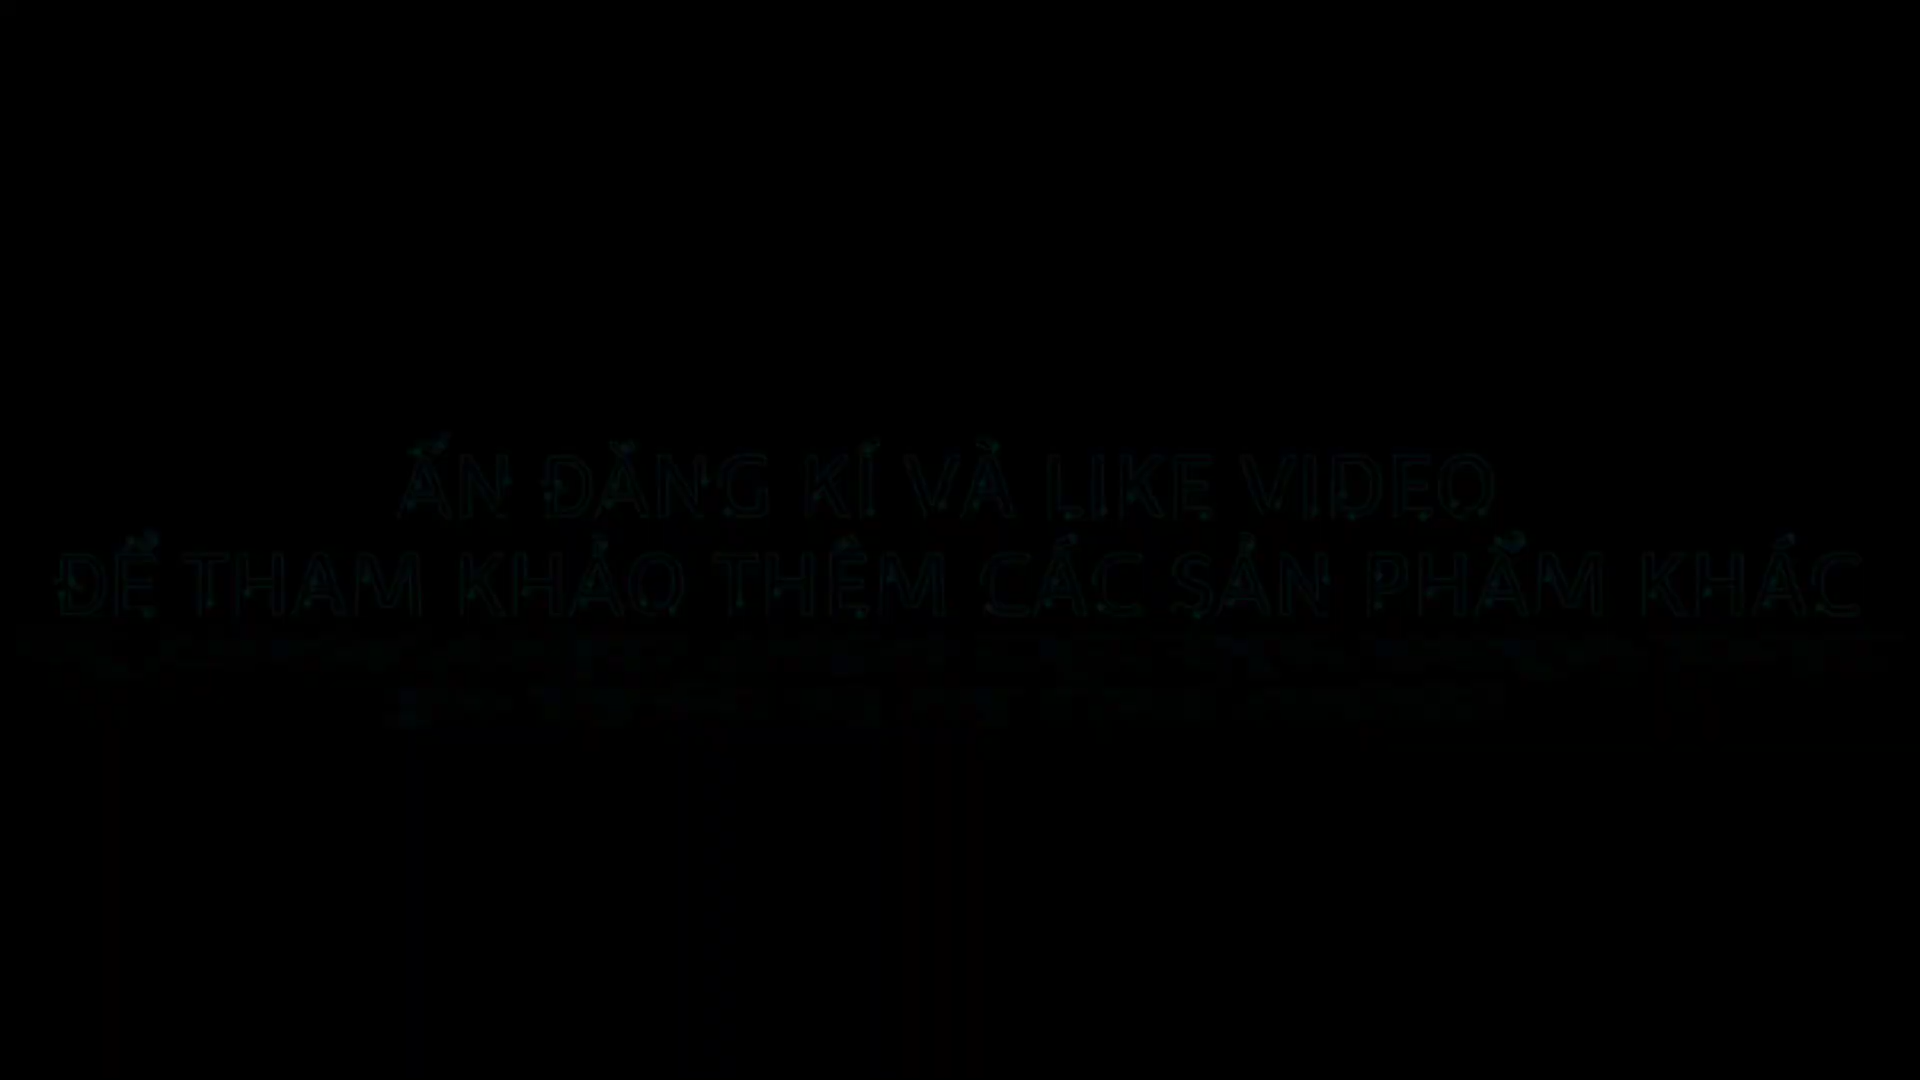 ẤN ĐĂNG KÍ VÀ LIKE VIDEO
ĐỂ THAM KHẢO THÊM CÁC SẢN PHẨM KHÁC